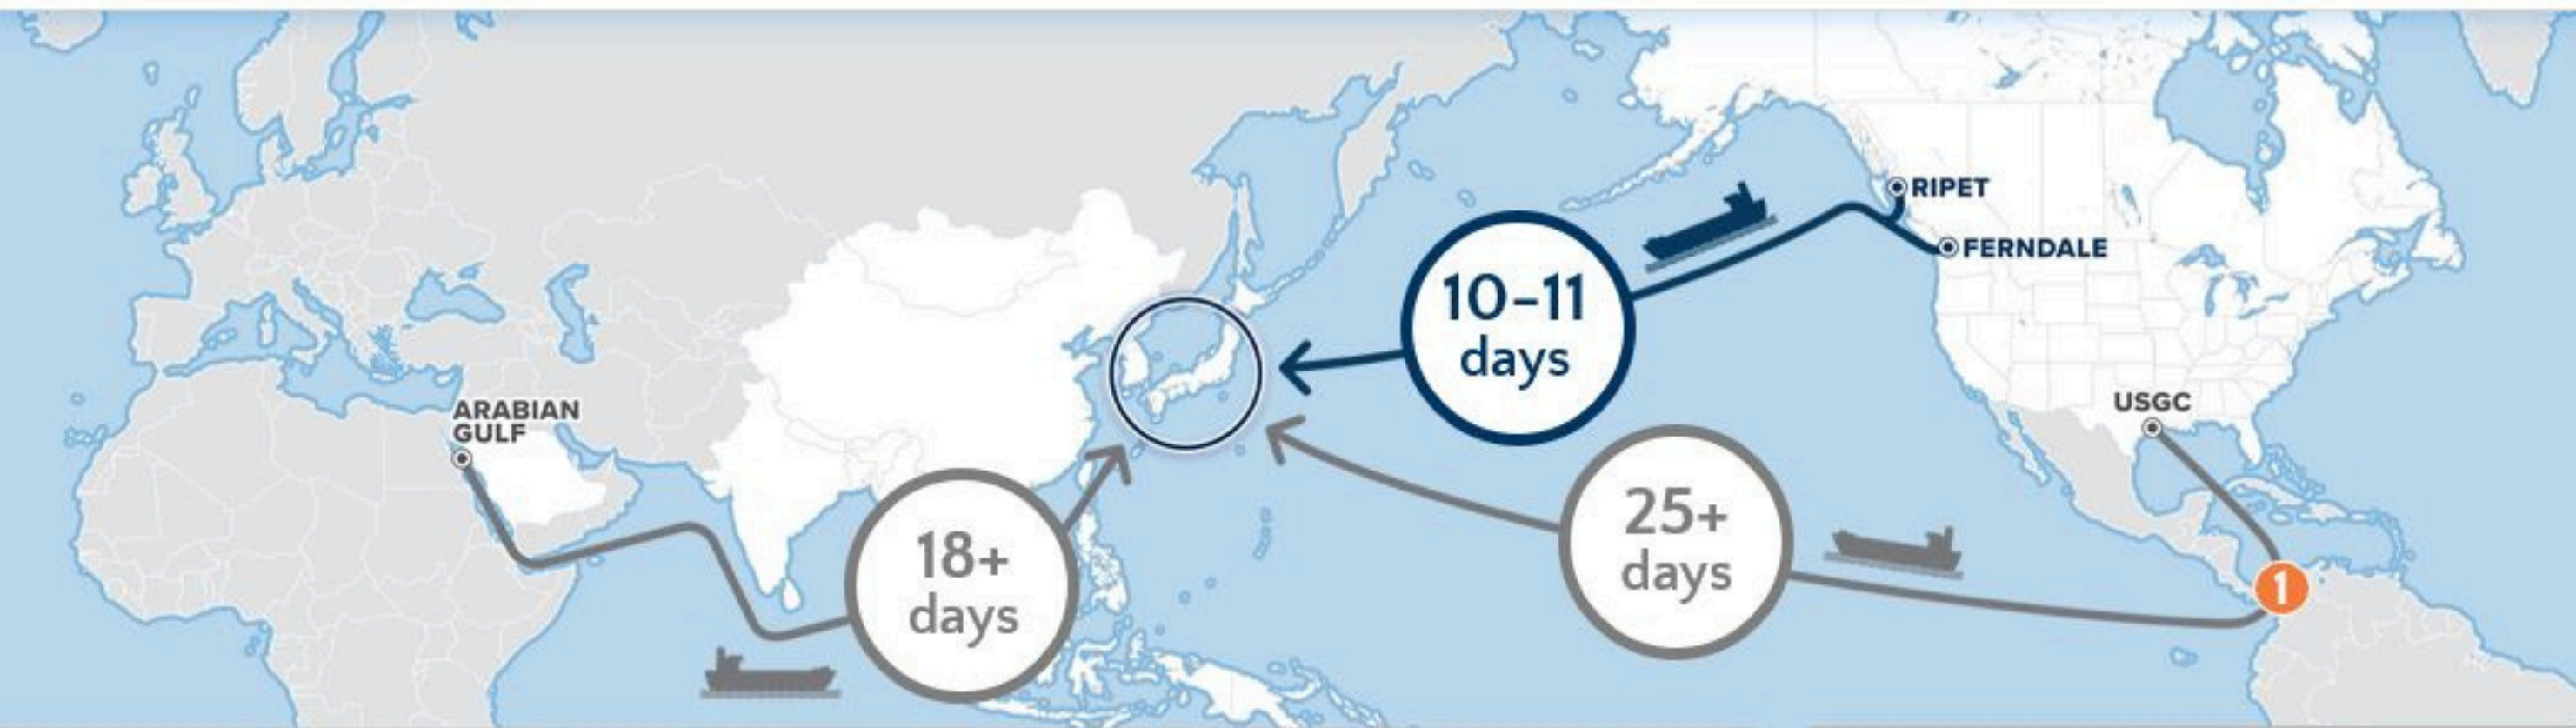 RIPET
FERNDALE
10–11
days
USGC
ARABIAN
GULF
18+
days
25+
days
1